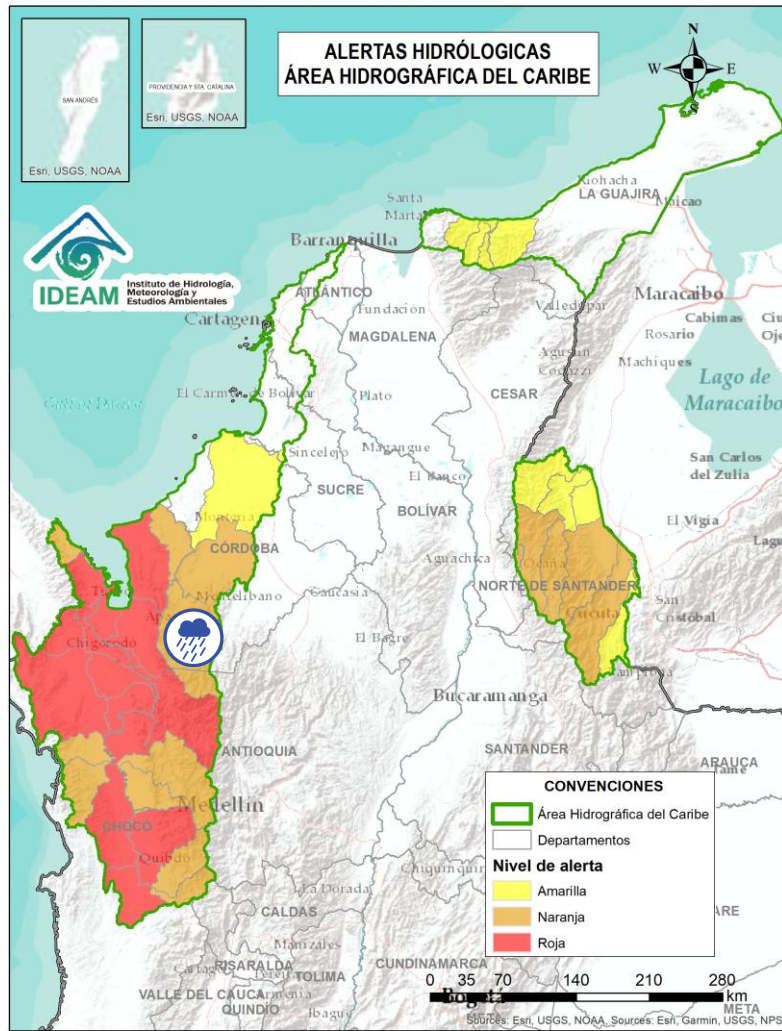 ALERTAS HIDRÓLOGICAS
ÁREA HIDROGRÁFICA DEL CARIBE
N
W
E
S
SAN ANDRÉS
PROVIDENCIA Y STA. CATALINA
Esri, USGS, NOAA
Esri, USGS, NOAA
IDEAM
Instituto de Hidrología,
Meteorología y
Estudios Ambientales
Santa
Marta
Riohacha
LA GUAJIRA
Maicao
Barranquilla
ATLÁNTICO
Cartagen
Fundación
Valledupar
Maracaibo
Cabimas
Rosario
MAGDALENA
Agustín
Codazzi
Machiques
El Carmen de Bolívar
Plato
CESAR
Lago de
Maracaibo
Sincelejo
Magangue
San Carlos
del Zulia
SUCRE
El Banco
Montería
BOLÍVAR
El Vigía
CÓRDOBA
Aguachica
Ocaña
Montelíbano
Caucasia
NORTE DE SANTANDER
Cúcuta
San
Cristóbal
El Bagre
Chigorodó
Bucaramanga
ANTIOQUIA
SANTANDER
ARAUCA
Medellín
CHOCÓ
Quibdó
La Dorada
CALDAS
Manizales
RISARALDA
TOLIMA
CUNDINAMARCA
VALLE DEL CAUCA
Armenia
QUINDÍO
Ibagué
Bogotá
META
META
CONVENCIONES
Área Hidrográfica del Caribe
Departamentos
Nivel de alerta
Amarilla
Naranja
Roja
0 35 70 140 210 280
km
Sources: Esri, USGS, NOAA, Sources: Esri, Garmin, USGS, NPS